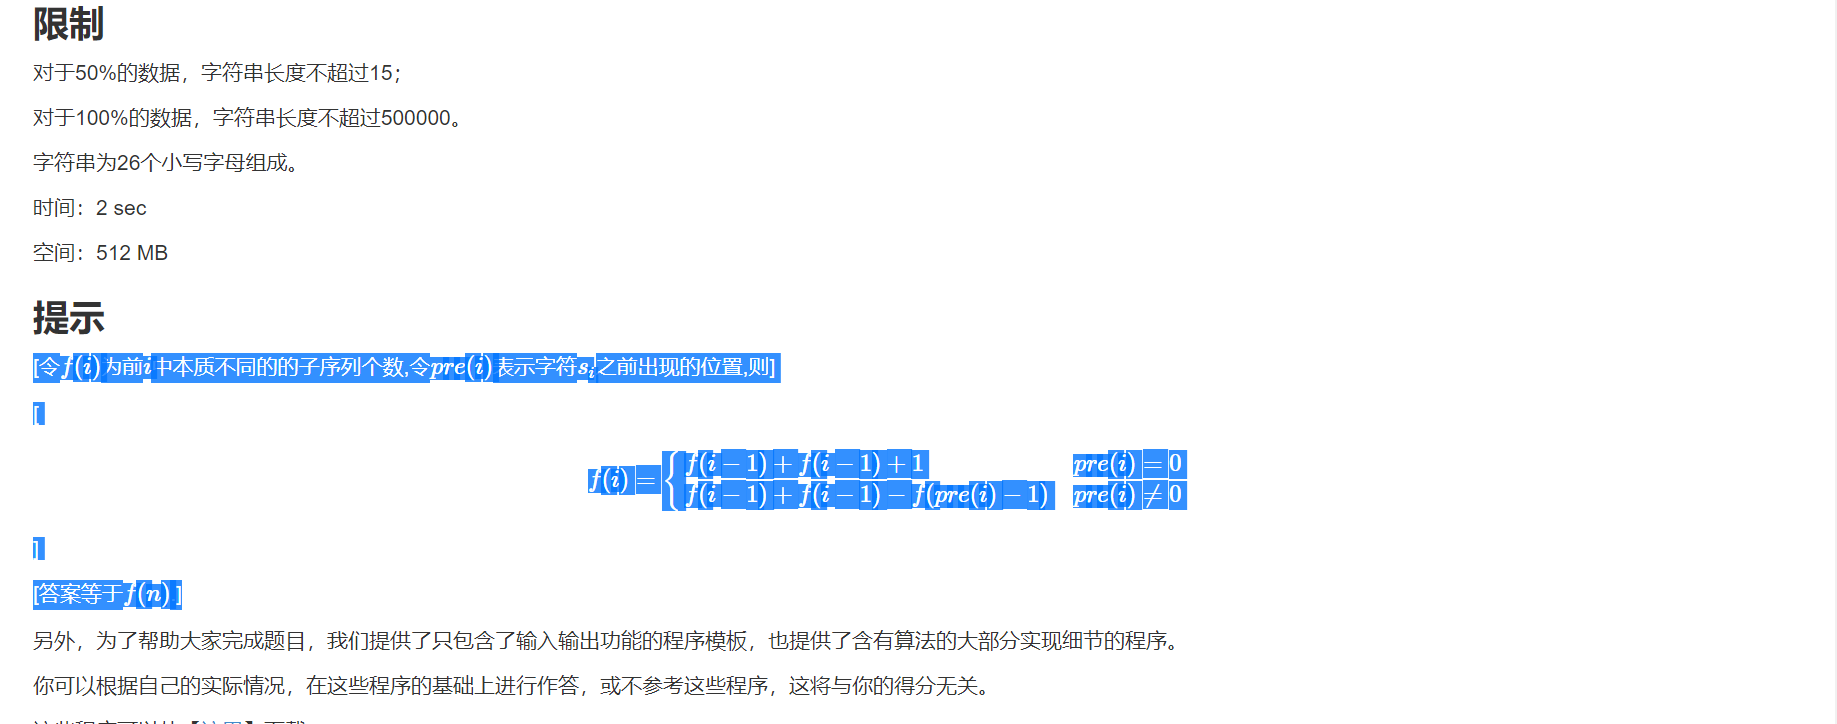 限制
对于50%的数据，字符串长度不超过15；
对于100%的数据，字符串长度不超过500000。
字符串为26个小写字母组成。
时间：2 sec
空间：512 MB
提示
[令f(i)为前i中本质不同的的子序列个数,令pre(i)表示字符s_i之前出现的位置,则]
[
f(i) = { f(i − 1) + f(i − 1) + 1 pre(i) = 0
f(i − 1) + f(i − 1) − f(pre(i) − 1) pre(i) ≠ 0
]
[答案等于f(n)]
另外，为了帮助大家完成题目，我们提供了只包含了输入输出功能的程序模板，也提供了含有算法的大部分实现细节的程序。
你可以根据自己的实际情况，在这些程序的基础上进行作答，或不参考这些程序，这将与你的得分无关。